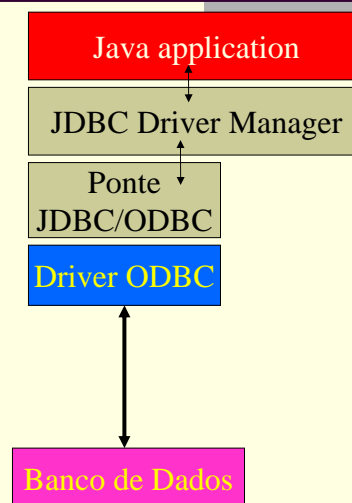 Java application
JDBC Driver Manager
Ponte
JDBC/ODBC
Driver ODBC
Banco de Dados